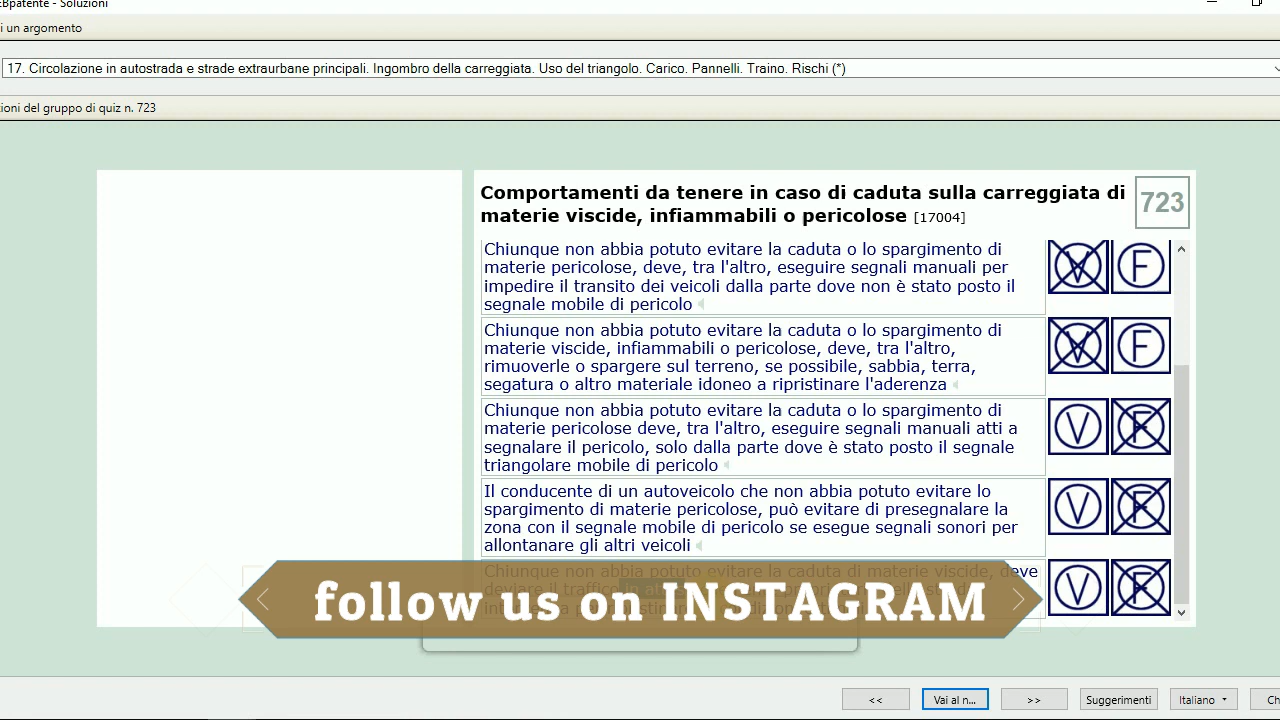 EBpatente - Soluzioni
i un argomento
17. Circolazione in autostrada e strade extraurbane principali. Ingombro della carreggiata. Uso del triangolo. Carico. Pannelli. Traino. Rischi (*)
ioni del gruppo di quiz n. 723
Comportamenti da tenere in caso di caduta sulla carreggiata di
materie viscide, infiammabili o pericolose [17004]
723
Chiunque non abbia potuto evitare la caduta o lo spargimento di
materie pericolose, deve, tra l'altro, eseguire segnali manuali per
impedire il transito dei veicoli dalla parte dove non è stato posto il
segnale mobile di pericolo
V F
Chiunque non abbia potuto evitare la caduta o lo spargimento di
materie viscide, infiammabili o pericolose, deve, tra l'altro,
rimuoverle o spargere sul terreno, se possibile, sabbia, terra,
segatura o altro materiale idoneo a ripristinare l'aderenza
V F
Chiunque non abbia potuto evitare la caduta o lo spargimento di
materie pericolose deve, tra l'altro, eseguire segnali manuali atti a
segnalare il pericolo, solo dalla parte dove è stato posto il segnale
triangolare mobile di pericolo
V F
Il conducente di un autoveicolo che non abbia potuto evitare lo
spargimento di materie pericolose, può evitare di presegnalare la
zona con il segnale mobile di pericolo se esegue segnali sonori per
allontanare gli altri veicoli
V F
Chiunque non abbia potuto evitare la caduta di materie viscide, deve
deviare il traffico
follow us on INSTAGRAM
V F
<< Vai al n... >> Suggerimenti Italiano Ch